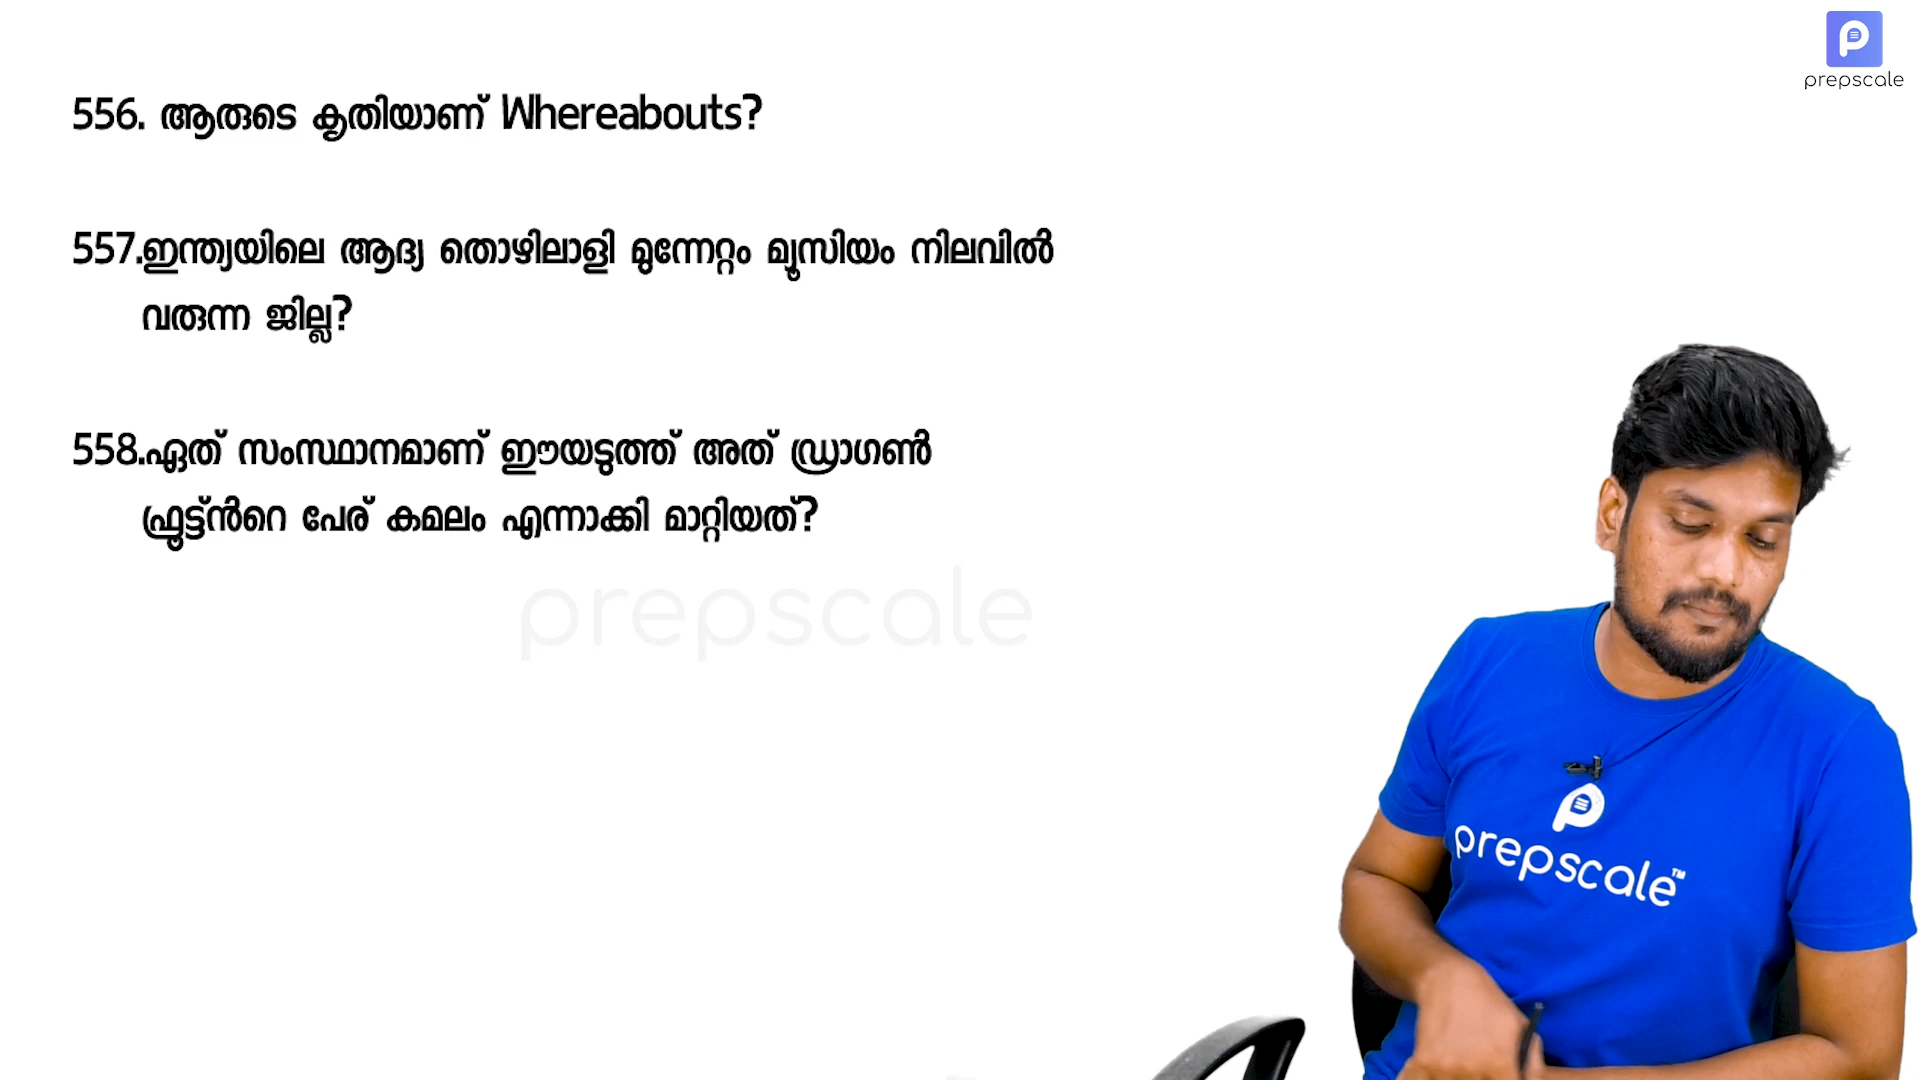 prepscale
556. ആരുടെ കൃതിയാണ് Whereabouts?
557.ഇന്ത്യയിലെ ആദ്യ തൊഴിലാളി മുന്നേറ്റം മ്യൂസിയം നിലവിൽ
വരുന്ന ജില്ല?
558.ഏത് സംസ്ഥാനമാണ് ഈയടുത്ത് അത് ഡ്രാഗൺ
ഫ്രൂട്ട്ൻറെ പേര് കമലം എന്നാക്കി മാറ്റിയത്?
prepscale
prepscale™